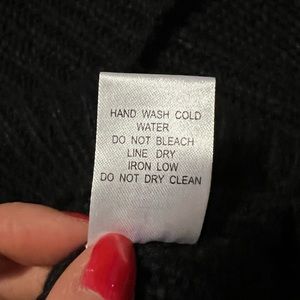 HAND WASH COLD
WATER
DO NOT BLEACH
LINE DRY
IRON LOW
DO NOT DRY CLEAN